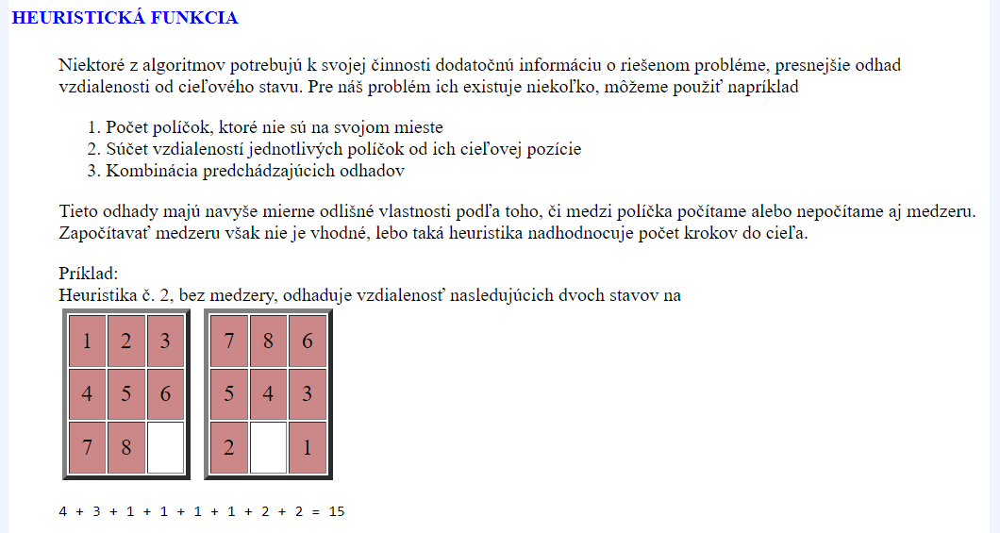 HEURISTICKÁ FUNKCIA
Niektoré z algoritmov potrebujú k svojej činnosti dodatočnú informáciu o riešenom probléme, presnejšie odhad
vzdialenosti od cieľového stavu. Pre náš problém ich existuje niekoľko, môžeme použiť napríklad
1. Počet políčok, ktoré nie sú na svojom mieste
2. Súčet vzdialeností jednotlivých políčok od ich cieľovej pozície
3. Kombinácia predchádzajúcich odhadov
Tieto odhady majú navyše mierne odlišné vlastnosti podľa toho, či medzi políčka počítame alebo nepočítame aj medzeru.
Započítavať medzeru však nie je vhodné, lebo taká heuristika nadhodnocuje počet krokov do cieľa.
Príklad:
Heuristika č. 2, bez medzery, odhaduje vzdialenosť nasledujúcich dvoch stavov na
1 2 3
4 5 6
7 8
7 8 6
5 4 3
2 1
4 + 3 + 1 + 1 + 1 + 1 + 2 + 2 = 15